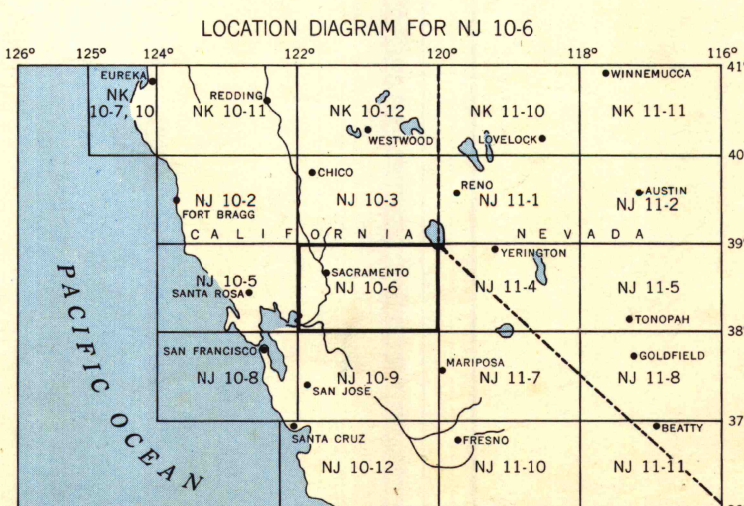 LOCATION DIAGRAM FOR NJ 10-6
126° 125° 124° 122° 120° 118° 116°
41°
EUREKA
WINNEMUCCA
NK
10-7, 10
REDDING
NK 10-11
NK 10-12
NK 11-10
NK 11-11
WESTWOOD
LOVELOCK
40
CHICO
RENO
AUSTIN
NJ 10-2
NJ 10-3
NJ 11-1
NJ 11-2
FORT BRAGG
CALIFORNIA
NEVADA
39°
YERINGTON
SACRAMENTO
NJ 10-5
NJ 10-6
NJ 11-4
NJ 11-5
SANTA ROSA
TONOPAH
38°
SAN FRANCISCO
GOLDFIELD
MARIPOSA
NJ 10-8
NJ 10-9
NJ 11-7
NJ 11-8
SAN JOSE
37°
BEATTY
SANTA CRUZ
FRESNO
NJ 10-12
NJ 11-10
NJ 11-11
PACIFIC OCEAN